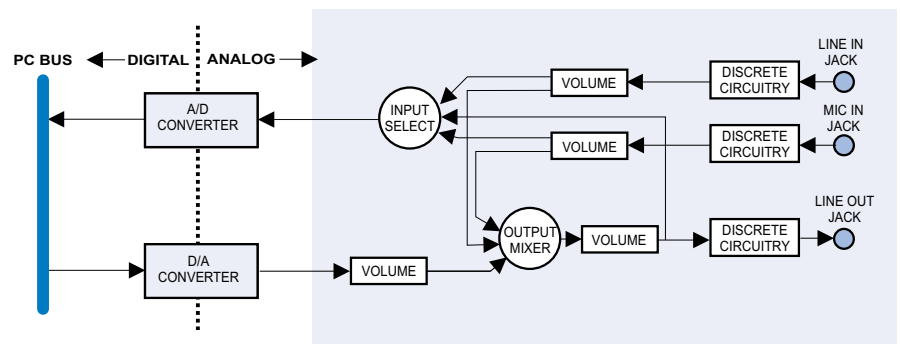 LINE IN
JACK
PC BUS
DIGITAL
ANALOG
VOLUME
DISCRETE
CIRCUITRY
A/D
CONVERTER
INPUT
SELECT
MIC IN
JACK
VOLUME
DISCRETE
CIRCUITRY
LINE OUT
JACK
OUTPUT
MIXER
VOLUME
DISCRETE
CIRCUITRY
D/A
CONVERTER
VOLUME